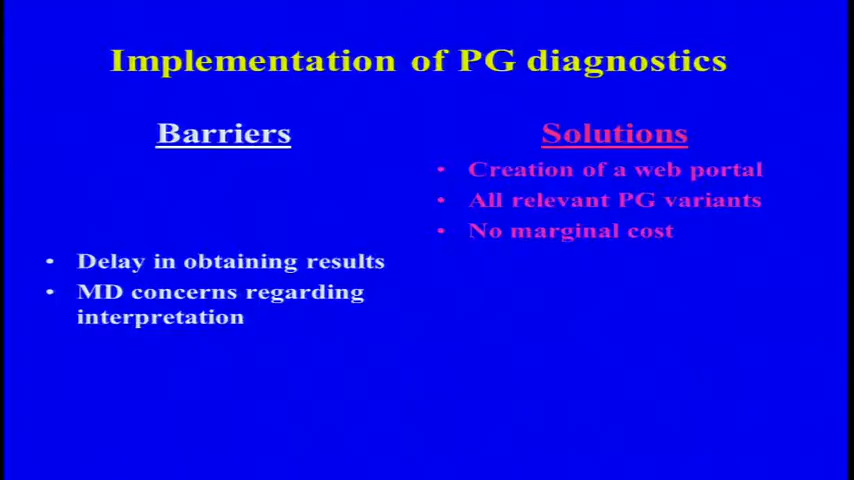 Implementation of PG diagnostics
Barriers
• Delay in obtaining results
• MD concerns regarding
interpretation
Solutions
• Creation of a web portal
• All relevant PG variants
• No marginal cost